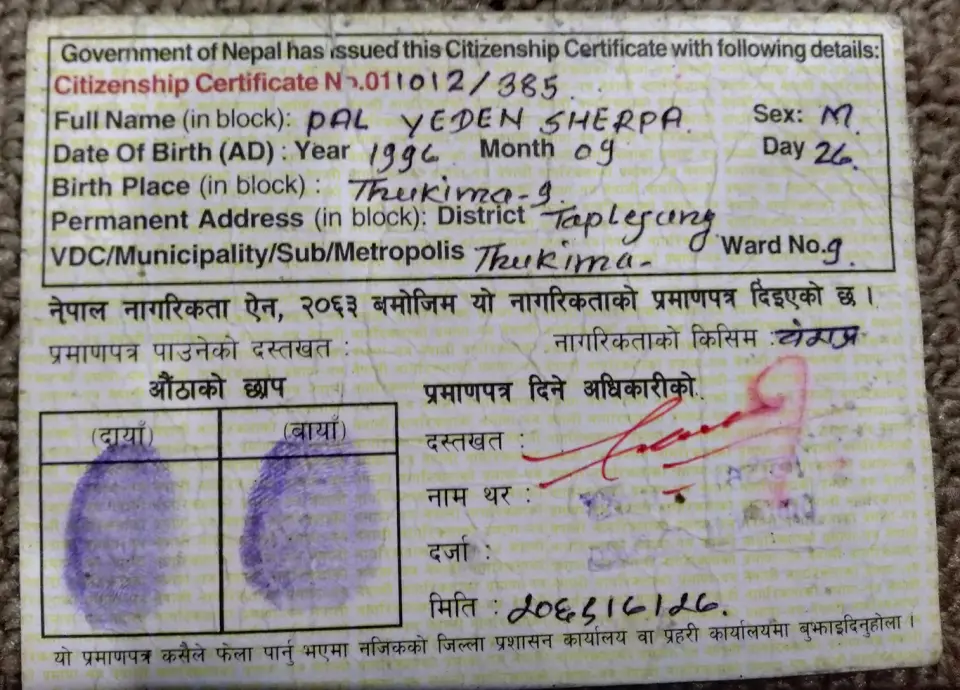 Government of Nepal has issued this Citizenship Certificate with following details:
Citizenship Certificate No.011012/385
Full Name (in block): PAL YEDEN SHERPA. Sex: M.
Date Of Birth (AD) : Year 1996 Month 09 Day 26.
Birth Place (in block) : Thukima-9.
Permanent Address (in block): District Taplejung
VDC/Municipality/Sub/Metropolis Thukima- Ward No.9.
नेपाल नागरिकता ऐन, २०६३ बमोजिम यो नागरिकताको प्रमाणपत्र दिइएको छ ।
प्रमाणपत्र पाउनेको दस्तखत : नागरिकताको किसिम : वंशज
औंठाको छाप प्रमाणपत्र दिने अधिकारीको.
(दायाँ) (बायाँ) दस्तखत :
नाम थर :
दर्जा :
मिति :
यो प्रमाणपत्र कसैले फेला पार्नु भएमा नजिकको जिल्ला प्रशासन कार्यालय वा प्रहरी कार्यालयमा बुझाइदिनुहोला ।